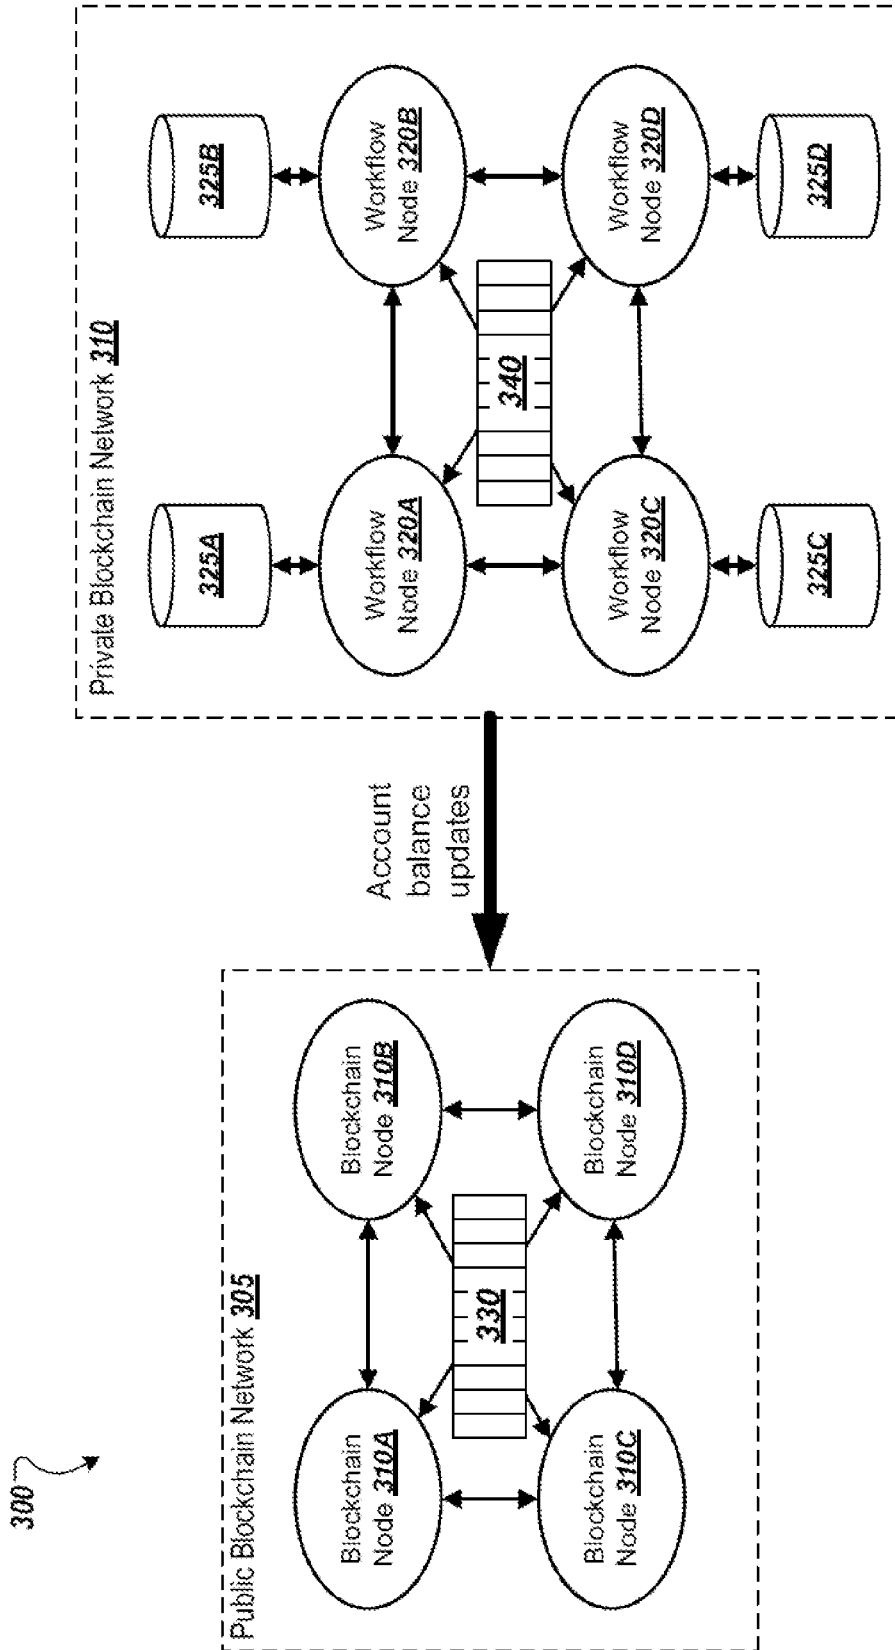 300
Public Blockchain Network 305
Blockchain
Node 310A
Blockchain
Node 310B
330
Blockchain
Node 310C
Blockchain
Node 310D
Account
balance
updates
Private Blockchain Network 310
325A
325B
Workflow
Node 320A
Workflow
Node 320B
340
Workflow
Node 320C
Workflow
Node 320D
325C
325D